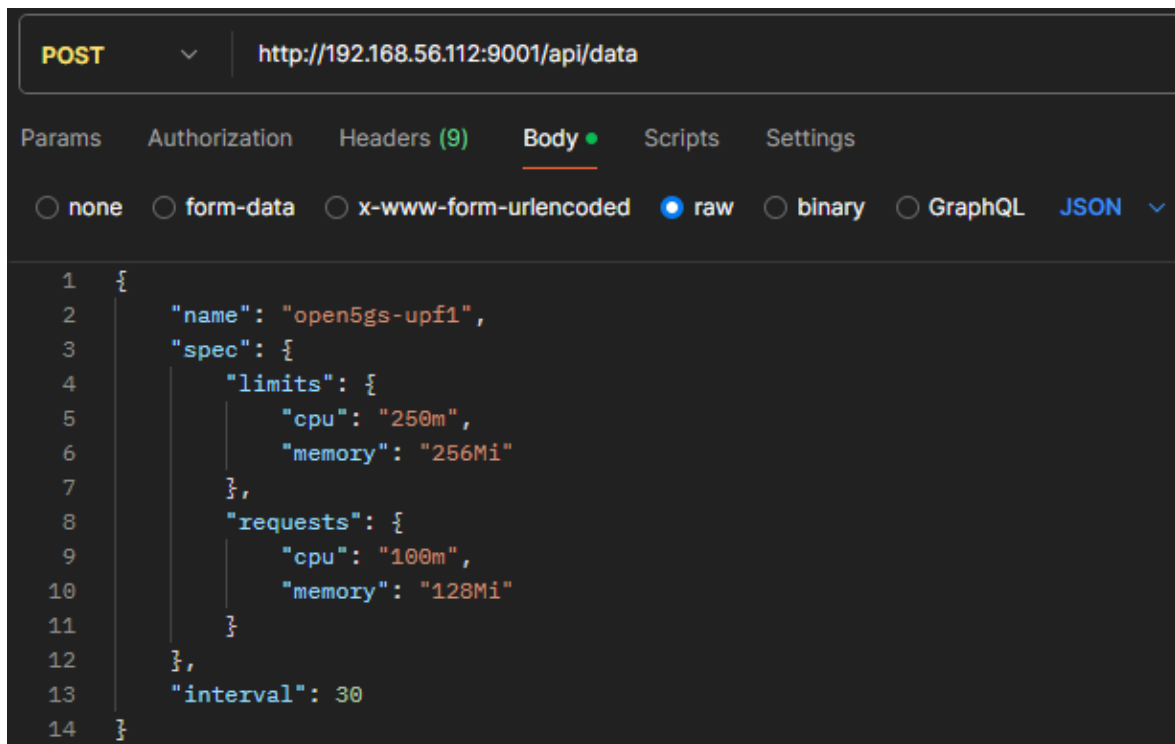 POST http://192.168.56.112:9001/api/data
Params Authorization Headers (9) Body Scripts Settings
none form-data x-www-form-urlencoded raw binary GraphQL JSON
1 {
2 "name": "open5gs-upf1",
3 "spec": {
4 "limits": {
5 "cpu": "250m",
6 "memory": "256Mi"
7 },
8 "requests": {
9 "cpu": "100m",
10 "memory": "128Mi"
11 }
12 },
13 "interval": 30
14 }